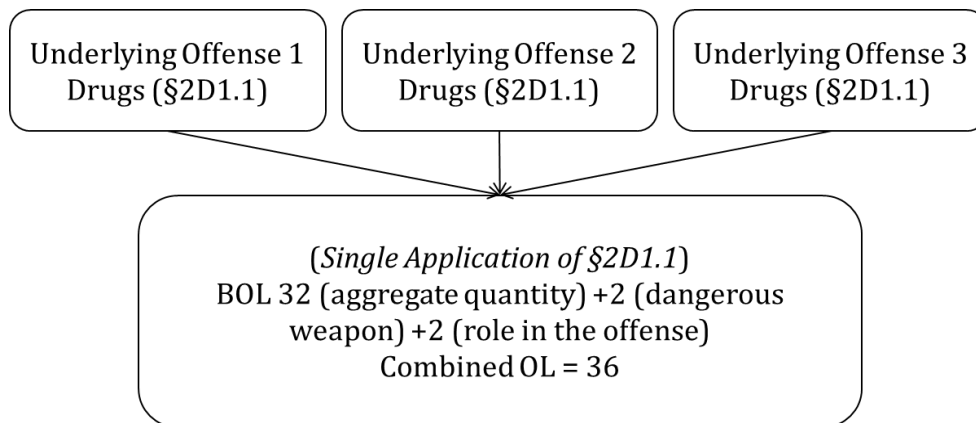 Underlying Offense 1
Drugs (§2D1.1)
Underlying Offense 2
Drugs (§2D1.1)
Underlying Offense 3
Drugs (§2D1.1)
(Single Application of §2D1.1)
BOL 32 (aggregate quantity) +2 (dangerous
weapon) +2 (role in the offense)
Combined OL = 36